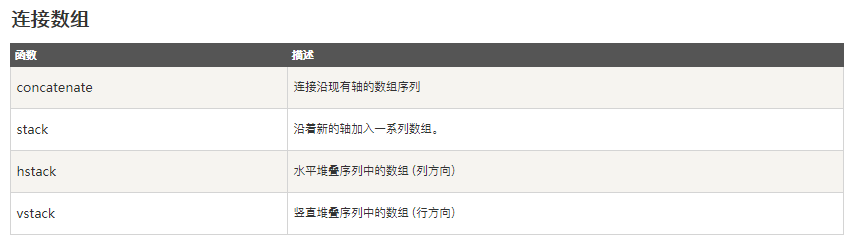 连接数组
函数 描述
concatenate 连接沿现有轴的数组序列
stack 沿着新的轴加入一系列数组。
hstack 水平堆叠序列中的数组（列方向）
vstack 竖直堆叠序列中的数组（行方向）